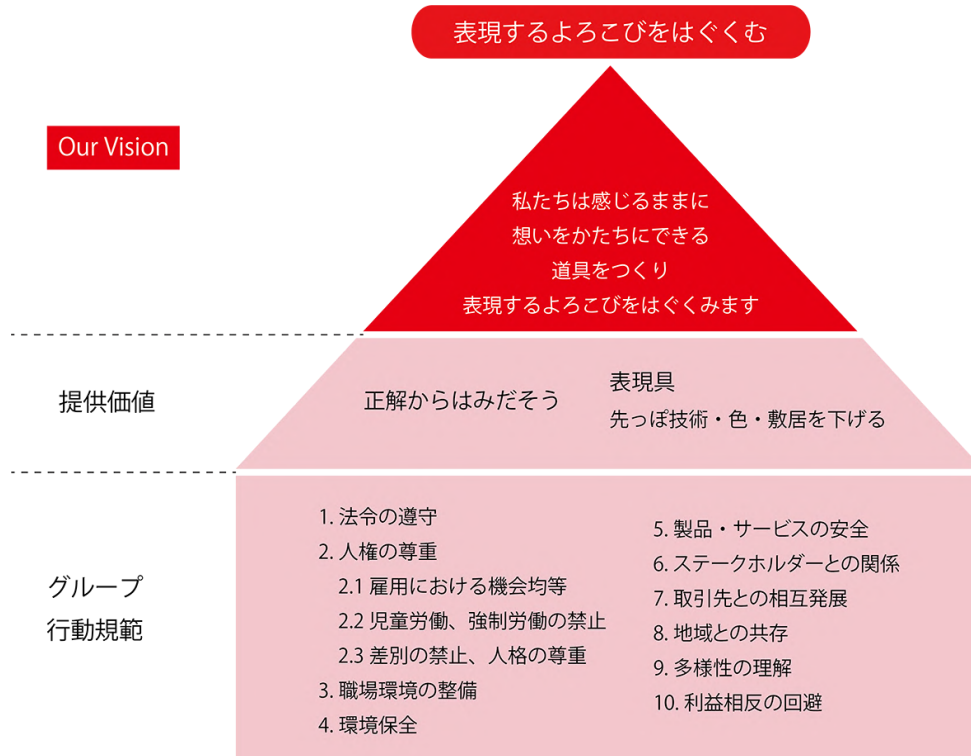 表現するよろこびをはぐくむ
Our Vision
私たちは感じるままに
想いをかたちにできる
道具をつくり
表現するよろこびをはぐくみます
提供価値
正解からはみだそう
表現具
先っぽ技術・色・敷居を下げる
グループ
行動規範
1. 法令の遵守
2. 人権の尊重
2.1 雇用における機会均等
2.2 児童労働、強制労働の禁止
2.3 差別の禁止、人格の尊重
3. 職場環境の整備
4. 環境保全
5. 製品・サービスの安全
6. ステークホルダーとの関係
7. 取引先との相互発展
8. 地域との共存
9. 多様性の理解
10. 利益相反の回避